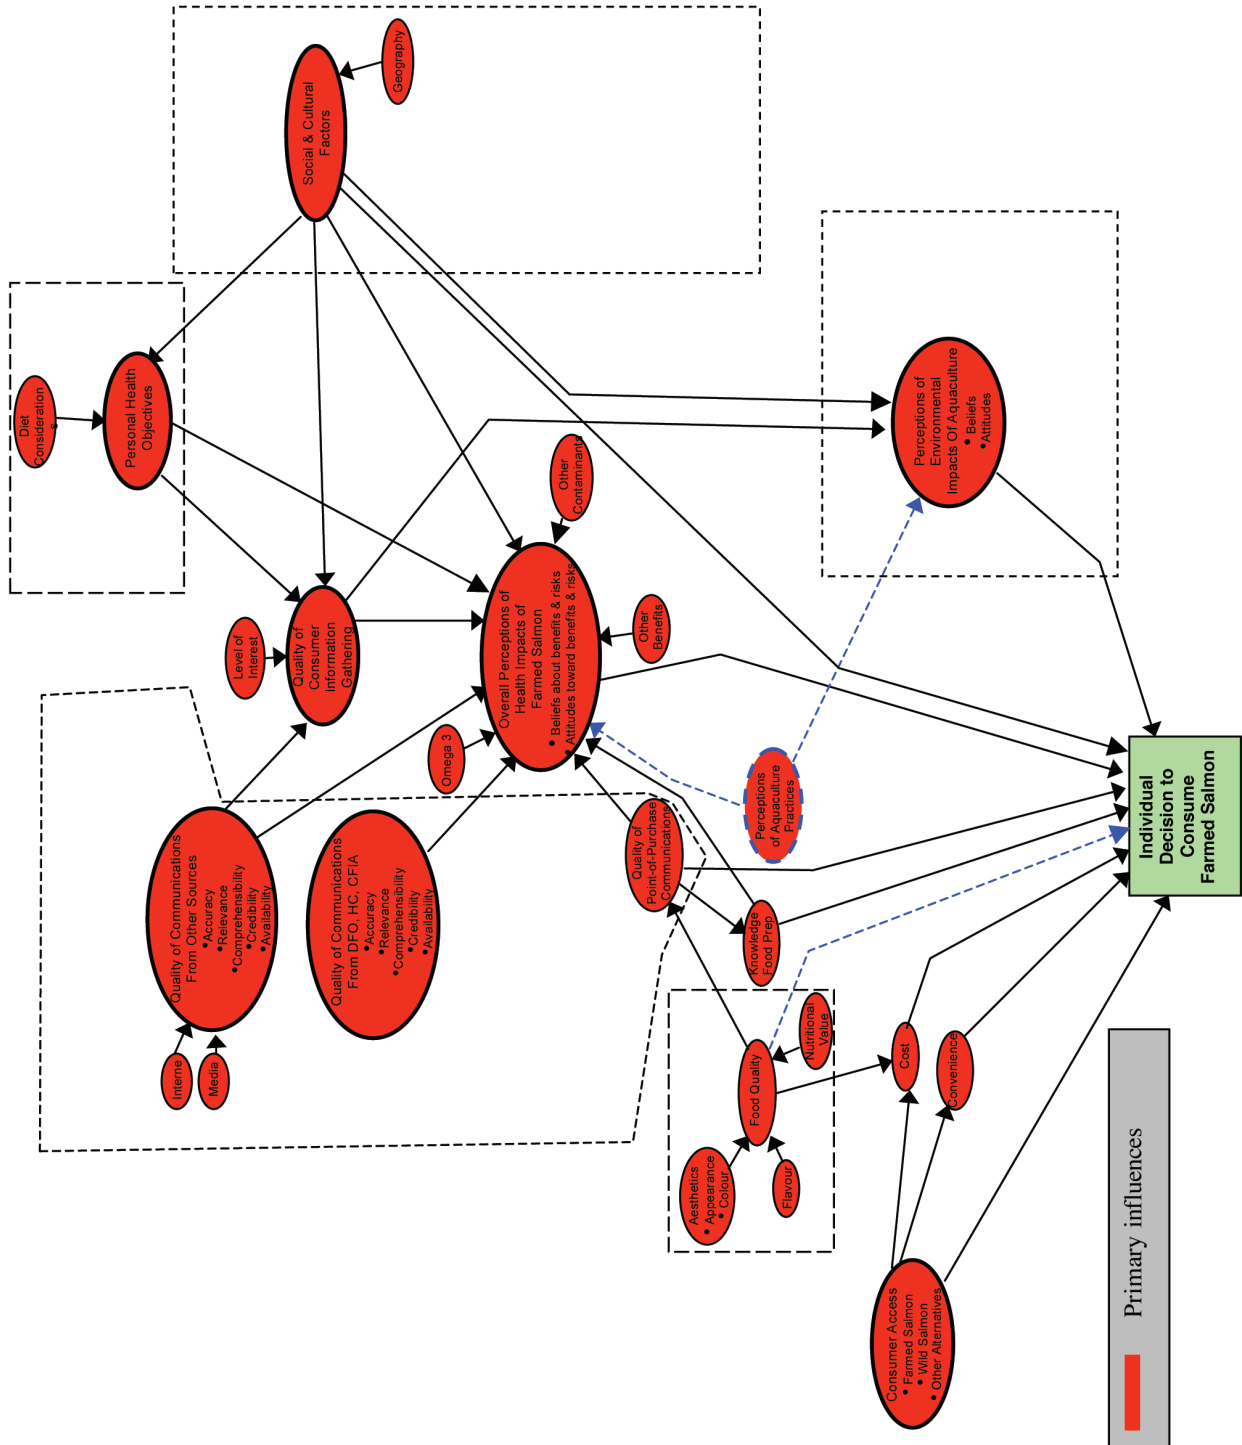 Geography
Social & Cultural
Factors
Diet
Consideration
s
Personal Health
Objectives
Level of
Interest
Quality of
Consumer
Information
Gathering
Other
Contaminants
Perceptions of
Environmental
Impacts Of Aquaculture
• Beliefs
• Attitudes
Overall Perceptions of
Health Impacts of
Farmed Salmon
• Beliefs about benefits & risks
• Attitudes toward benefits & risks
Other
Benefits
Omega 3
Quality of Communications
From Other Sources
• Accuracy
• Relevance
• Comprehensibility
• Credibility
• Availability
Quality of Communications
From DFO, HC, CFIA
• Accuracy
• Relevance
• Comprehensibility
• Credibility
• Availability
Quality of
Point-of-Purchase
Communications
Perceptions
of Aquaculture
Practices
Individual
Decision to
Consume
Farmed Salmon
Knowledge
Food Prep
Interne
Media
Nutritional
Value
Food Quality
Cost
Convenience
Aesthetics
• Appearance
• Colour
Flavour
Consumer Access
• Farmed Salmon
• Wild Salmon
• Other Alternatives
Primary influences